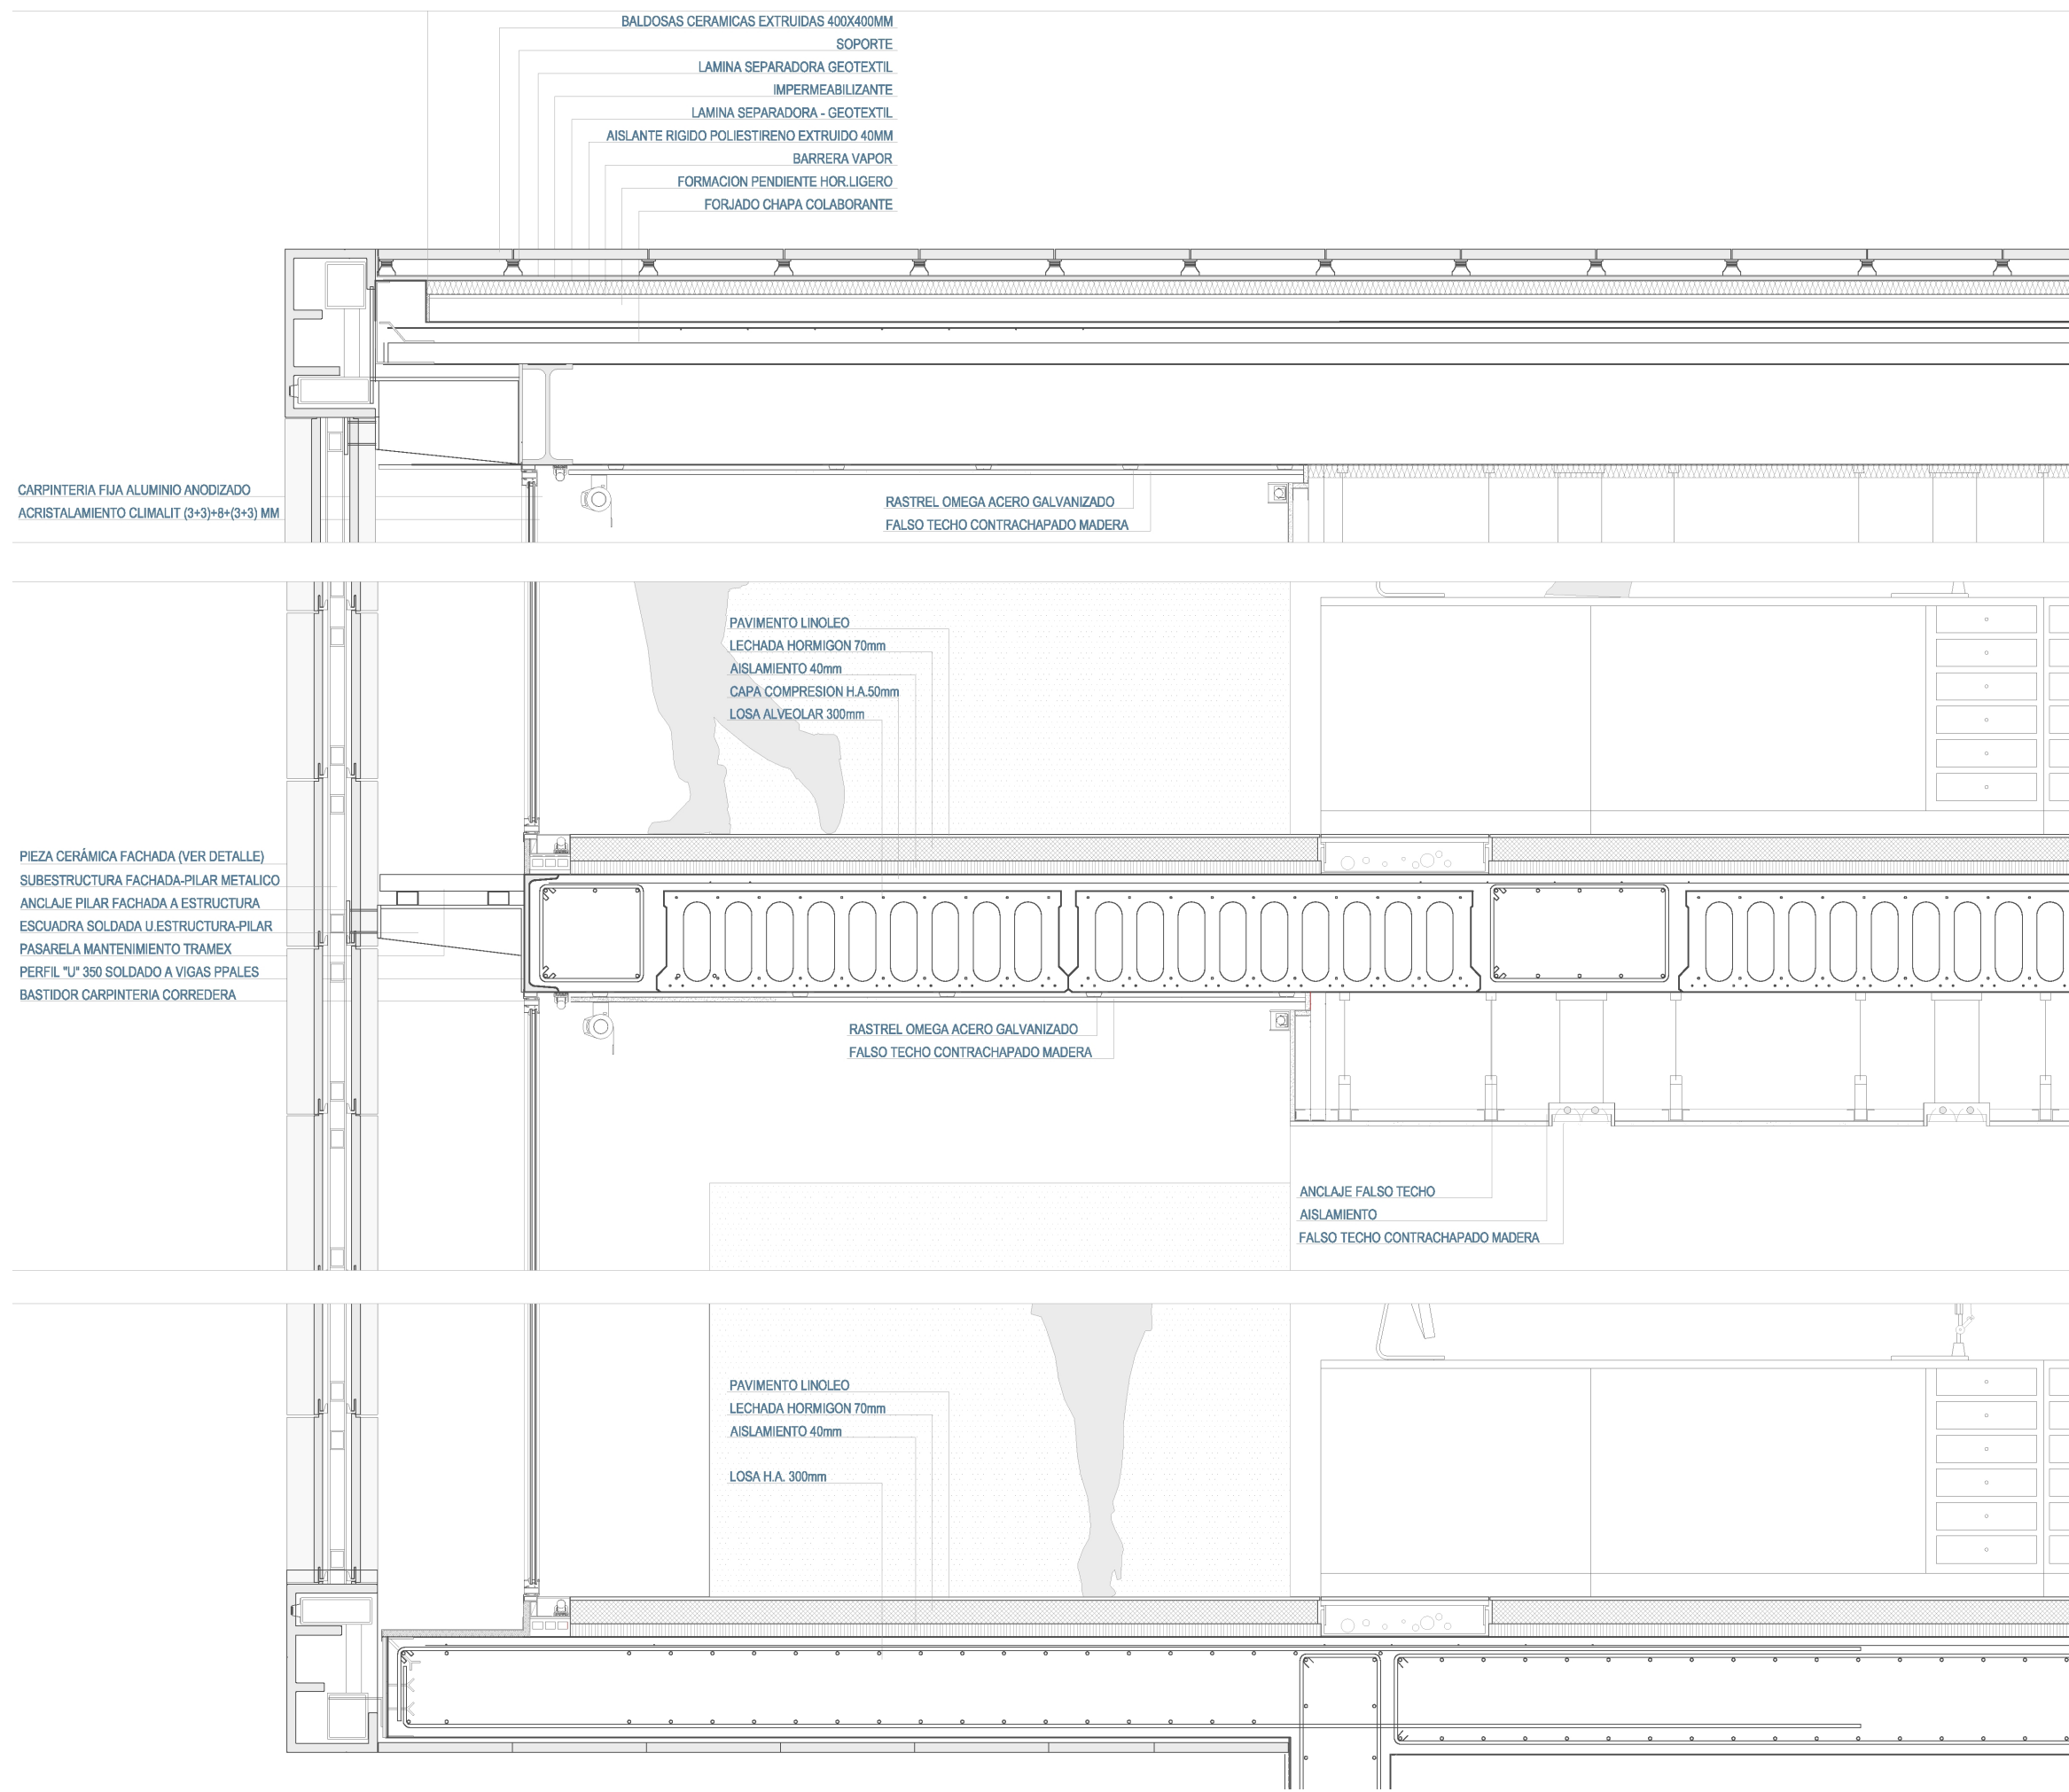 BALDOSAS CERAMICAS EXTRUIDAS 400X400MM
SOPORTE
LAMINA SEPARADORA GEOTEXTIL
IMPERMEABILIZANTE
LAMINA SEPARADORA - GEOTEXTIL
AISLANTE RIGIDO POLIESTIRENO EXTRUIDO 40MM
BARRERA VAPOR
FORMACION PENDIENTE HOR.LIGERO
FORJADO CHAPA COLABORANTE
CARPINTERIA FIJA ALUMINIO ANODIZADO
ACRISTALAMIENTO CLIMALIT (3+3)+8+(3+3) MM
RASTREL OMEGA ACERO GALVANIZADO
FALSO TECHO CONTRACHAPADO MADERA
PAVIMENTO LINOLEO
LECHADA HORMIGON 70mm
AISLAMIENTO 40mm
CAPA COMPRESION H.A.50mm
LOSA ALVEOLAR 300mm
PIEZA CERÁMICA FACHADA (VER DETALLE)
SUBESTRUCTURA FACHADA-PILAR METALICO
ANCLAJE PILAR FACHADA A ESTRUCTURA
ESCUADRA SOLDADA U.ESTRUCTURA-PILAR
PASARELA MANTENIMIENTO TRAMEX
PERFIL "U" 350 SOLDADO A VIGAS PPALES
BASTIDOR CARPINTERIA CORREDERA
RASTREL OMEGA ACERO GALVANIZADO
FALSO TECHO CONTRACHAPADO MADERA
ANCLAJE FALSO TECHO
AISLAMIENTO
FALSO TECHO CONTRACHAPADO MADERA
PAVIMENTO LINOLEO
LECHADA HORMIGON 70mm
AISLAMIENTO 40mm
LOSA H.A. 300mm